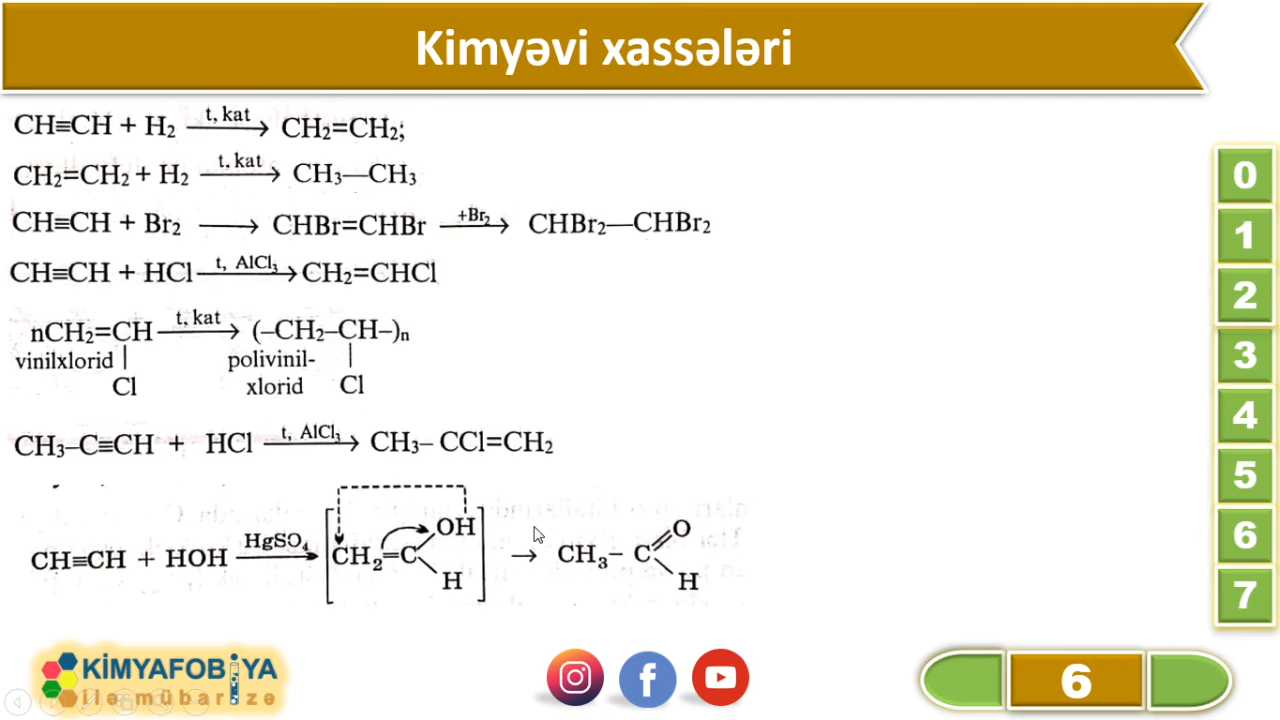 Kimyəvi xassələri
CH≡CH + H₂ —t, kat→ CH₂=CH₂;
CH₂=CH₂ + H₂ —t, kat→ CH₃—CH₃
CH≡CH + Br₂ ⟶ CHBr=CHBr —+Br₂→ CHBr₂—CHBr₂
CH≡CH + HCl —t, AlCl₃→ CH₂=CHCl
nCH₂=CH —t, kat→ (–CH₂–CH–)ₙ
vinilxlorid | polivinil- |
Cl xlorid Cl
CH₃–C≡CH + HCl —t, AlCl₃→ CH₃– CCl=CH₂
OH O
CH≡CH + HOH —HgSO₄→ [CH₂=C] → CH₃– C
H H
0
1
2
3
4
5
6
7
KİMYAFOBİYA
ilə mübarizə
f
6